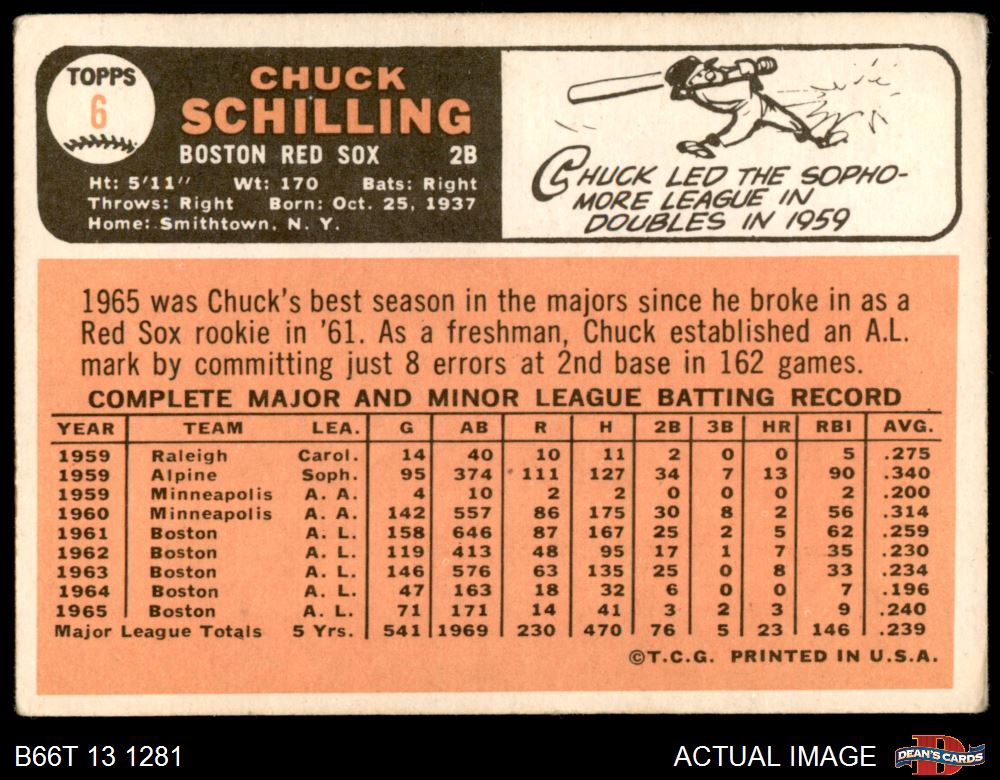 TOPPS
6
CHUCK
SCHILLING
BOSTON RED SOX 2B
Ht: 5'11" Wt: 170 Bats: Right
Throws: Right Born: Oct. 25, 1937
Home: Smithtown, N. Y.
CHUCK LED THE SOPHO-
MORE LEAGUE IN
DOUBLES IN 1959
1965 was Chuck's best season in the majors since he broke in as a
Red Sox rookie in '61. As a freshman, Chuck established an A.L.
mark by committing just 8 errors at 2nd base in 162 games.
COMPLETE MAJOR AND MINOR LEAGUE BATTING RECORD
YEAR TEAM LEA. G AB R H 2B 3B HR RBI AVG.
1959 Raleigh Carol. 14 40 10 11 2 0 0 5 .275
1959 Alpine Soph. 95 374 111 127 34 7 13 90 .340
1959 Minneapolis A. A. 4 10 2 2 0 0 0 2 .200
1960 Minneapolis A. A. 142 557 86 175 30 8 2 56 .314
1961 Boston A. L. 158 646 87 167 25 2 5 62 .259
1962 Boston A. L. 119 413 48 95 17 1 7 35 .230
1963 Boston A. L. 146 576 63 135 25 0 8 33 .234
1964 Boston A. L. 47 163 18 32 6 0 0 7 .196
1965 Boston A. L. 71 171 14 41 3 2 3 9 .240
Major League Totals 5 Yrs. 541 1969 230 470 76 5 23 146 .239
©T.C.G. PRINTED IN U.S.A.
B66T 13 1281
ACTUAL IMAGE
DEAN'S CARDS